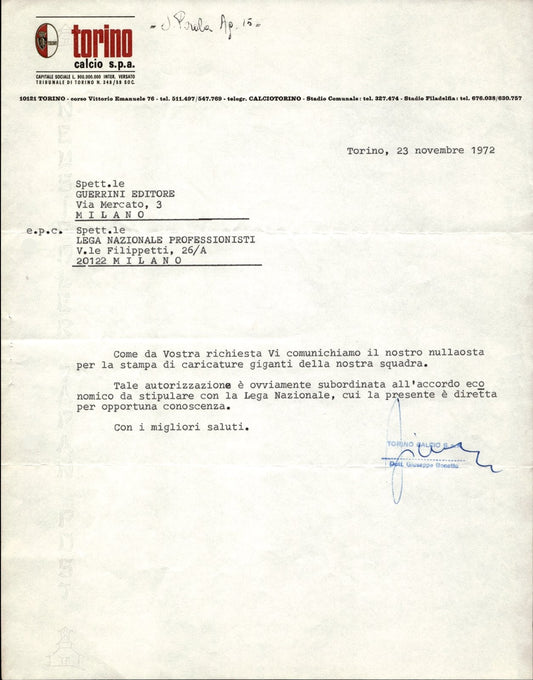 torino
calcio s.p.a.
CAPITALE SOCIALE L. 900.000.000 INTER. VERSATO
TRIBUNALE DI TORINO N. 348/59 SOC.
10121 TORINO - corso Vittorio Emanuele 76 - tel. 511.497/547.769 - telegr. CALCIOTORINO - Stadio Comunale: tel. 327.474 - Stadio Filadelfia: tel. 676.038/630.757
Torino, 23 novembre 1972
Spett.le
GUERRINI EDITORE
Via Mercato, 3
M I L A N O
e.p.c. Spett.le
LEGA NAZIONALE PROFESSIONISTI
V.le Filippetti, 26/A
20122 M I L A N O
Come da Vostra richiesta Vi comunichiamo il nostro nullaosta
per la stampa di caricature giganti della nostra squadra.
Tale autorizzazione è ovviamente subordinata all'accordo eco
nomico da stipulare con la Lega Nazionale, cui la presente è diretta
per opportuna conoscenza.
Con i migliori saluti.
TORINO CALCIO S.p.A.
Dott. Giuseppe Bonetto